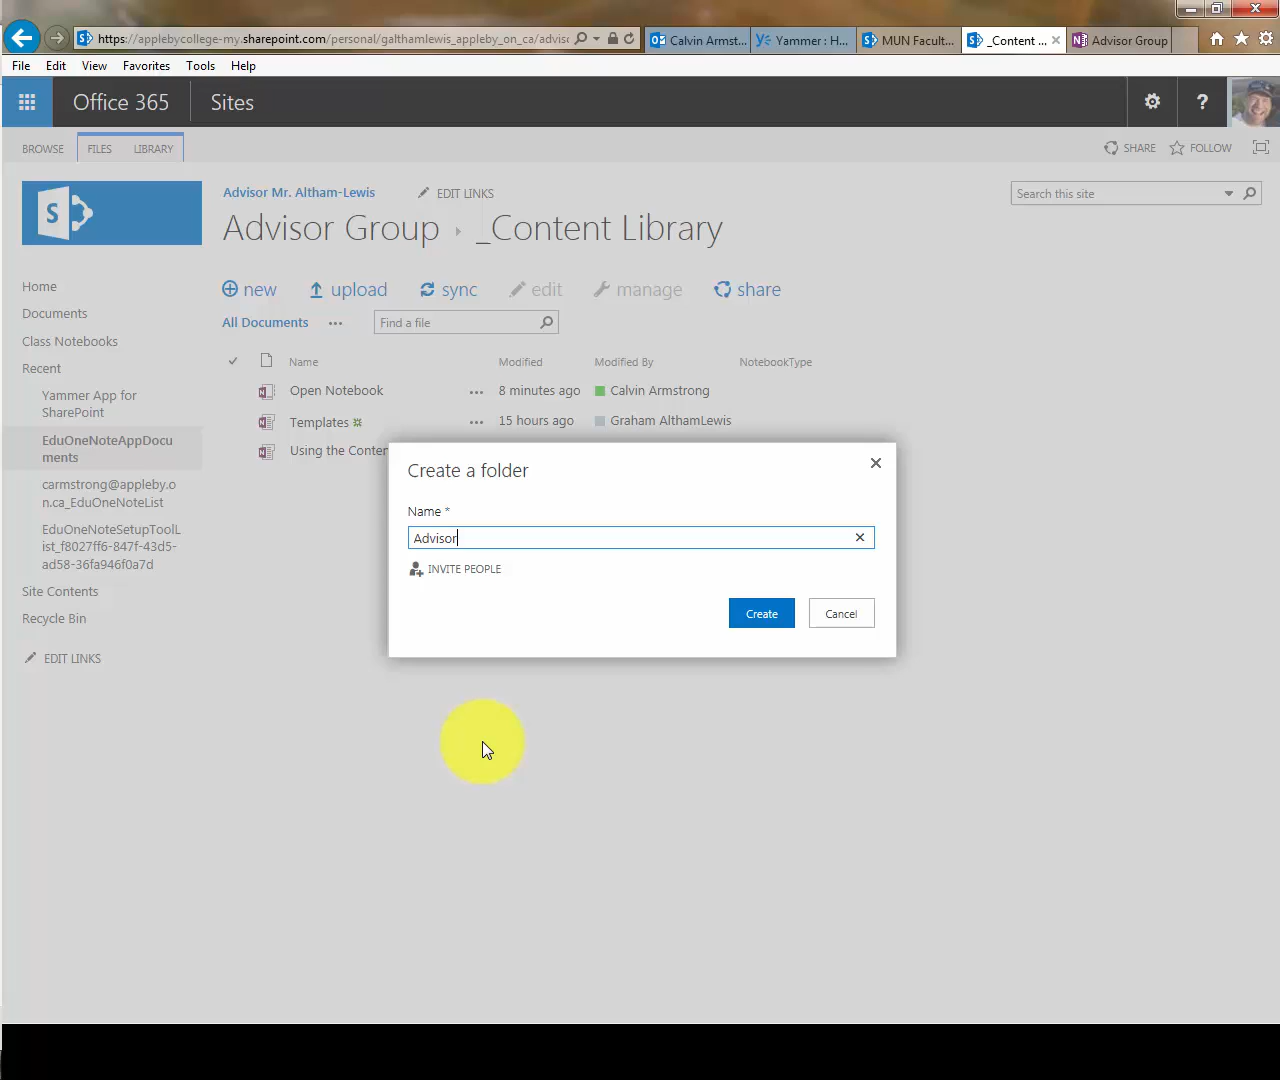 https://applebycollege-my.sharepoint.com/personal/galthamlewis_appleby_on_ca/adviso
Calvin Armst...
Yammer : H...
MUN Facult...
_Content ...
Advisor Group
File Edit View Favorites Tools Help
Office 365 Sites ?
BROWSE FILES LIBRARY SHARE FOLLOW
Advisor Mr. Altham-Lewis EDIT LINKS
Search this site
S
Advisor Group _Content Library
Home
Documents
Class Notebooks
Recent
Yammer App for
SharePoint
EduOneNoteAppDocu
ments
carmstrong@appleby.o
n.ca_EduOneNoteList
EduOneNoteSetupToolL
ist_f8027ff6-847f-43d5-
ad58-36fa946f0a7d
Site Contents
Recycle Bin
EDIT LINKS
new upload sync edit manage share
All Documents ... Find a file
Name Modified Modified By NotebookType
Open Notebook ... 8 minutes ago Calvin Armstrong
Templates ... 15 hours ago Graham AlthamLewis
Using the Conten
Create a folder
Name *
Advisor
INVITE PEOPLE
Create Cancel